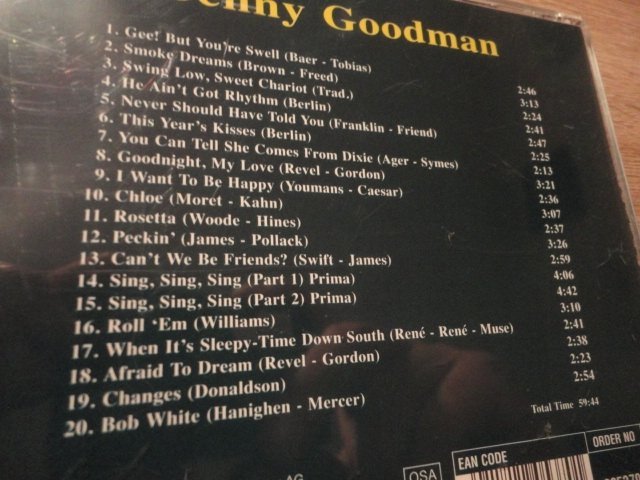 enny Goodman
1. Gee! But You're Swell (Baer - Tobias) 2:46
2. Smoke Dreams (Brown - Freed) 3:13
3. Swing Low, Sweet Chariot (Trad.) 2:24
4. He Ain't Got Rhythm (Berlin) 2:41
5. Never Should Have Told You (Franklin - Friend) 2:47
6. This Year's Kisses (Berlin) 2:25
7. You Can Tell She Comes From Dixie (Ager - Symes) 2:13
8. Goodnight, My Love (Revel - Gordon) 3:21
9. I Want To Be Happy (Youmans - Caesar) 2:36
10. Chloe (Moret - Kahn) 3:07
11. Rosetta (Woode - Hines) 2:37
12. Peckin' (James - Pollack) 3:26
13. Can't We Be Friends? (Swift - James) 2:59
14. Sing, Sing, Sing (Part 1) Prima) 4:06
15. Sing, Sing, Sing (Part 2) Prima) 4:42
16. Roll 'Em (Williams) 3:10
17. When It's Sleepy-Time Down South (René - René - Muse) 2:41
18. Afraid To Dream (Revel - Gordon) 2:38
19. Changes (Donaldson) 2:23
20. Bob White (Hanighen - Mercer) 2:54
Total Time 59:44
AG
OSA
EAN CODE
ORDER NO